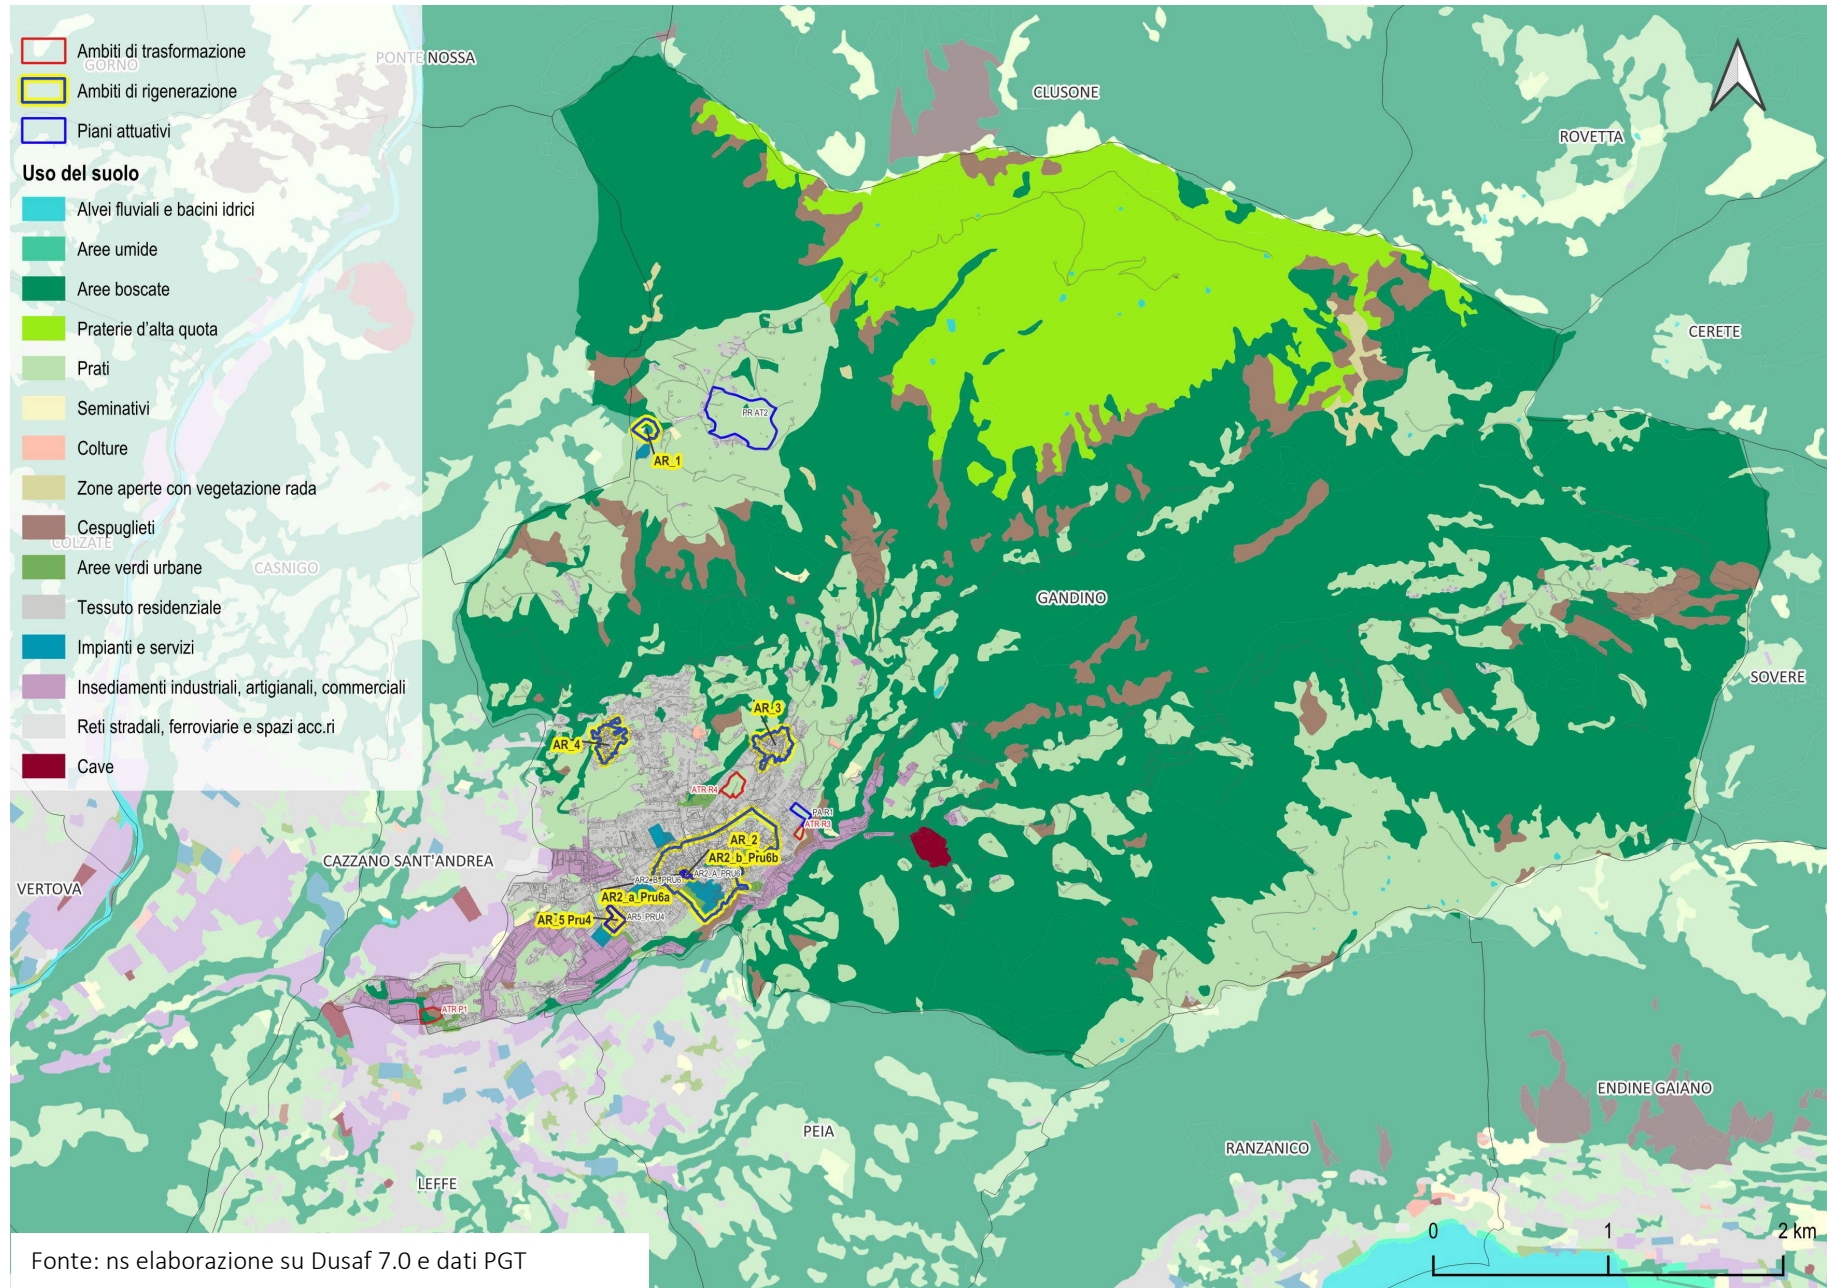 Ambiti di trasformazione
Ambiti di rigenerazione
Piani attuativi
Uso del suolo
Alvei fluviali e bacini idrici
Aree umide
Aree boscate
Praterie d'alta quota
Prati
Seminativi
Colture
Zone aperte con vegetazione rada
Cespuglieti
Aree verdi urbane
Tessuto residenziale
Impianti e servizi
Insediamenti industriali, artigianali, commerciali
Reti stradali, ferroviarie e spazi acc.ri
Cave
GORNO
PONTE NOSSA
CLUSONE
ROVETTA
CERETE
COLZATE
CASNIGO
GANDINO
SOVERE
PR AT2
AR_1
AR_3
AR_4
ATR R4
PA R1
ATR R3
AR_2
AR2_b_Pru6b
AR2_A_PRU6
AR2_B_PRU6
AR2_a_Pru6a
AR_5 Pru4
AR5_PRU4
ATR P1
CAZZANO SANT'ANDREA
VERTOVA
LEFFE
PEIA
RANZANICO
ENDINE GAIANO
0 1 2 km
Fonte: ns elaborazione su Dusaf 7.0 e dati PGT